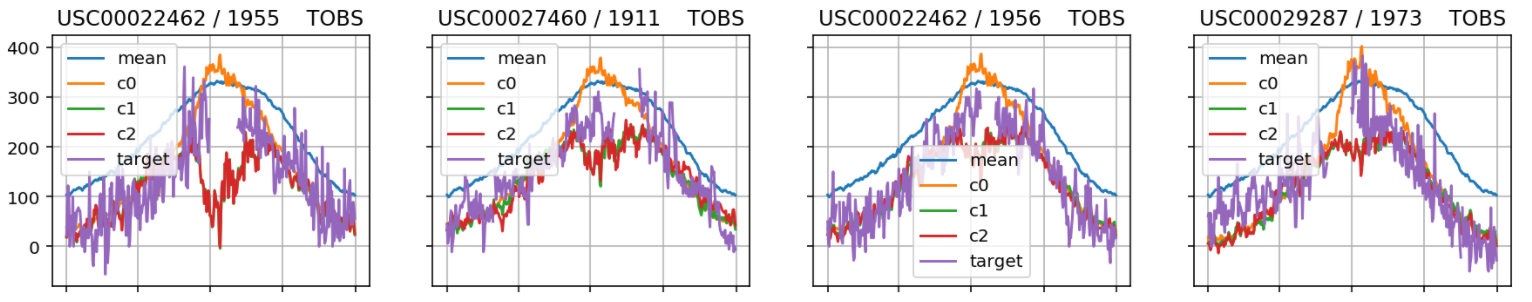 USC00022462 / 1955 TOBS
400
300
200
100
0
mean
c0
c1
c2
target
USC00027460 / 1911 TOBS
mean
c0
c1
c2
target
USC00022462 / 1956 TOBS
mean
c0
c1
c2
target
USC00029287 / 1973 TOBS
mean
c0
c1
c2
target